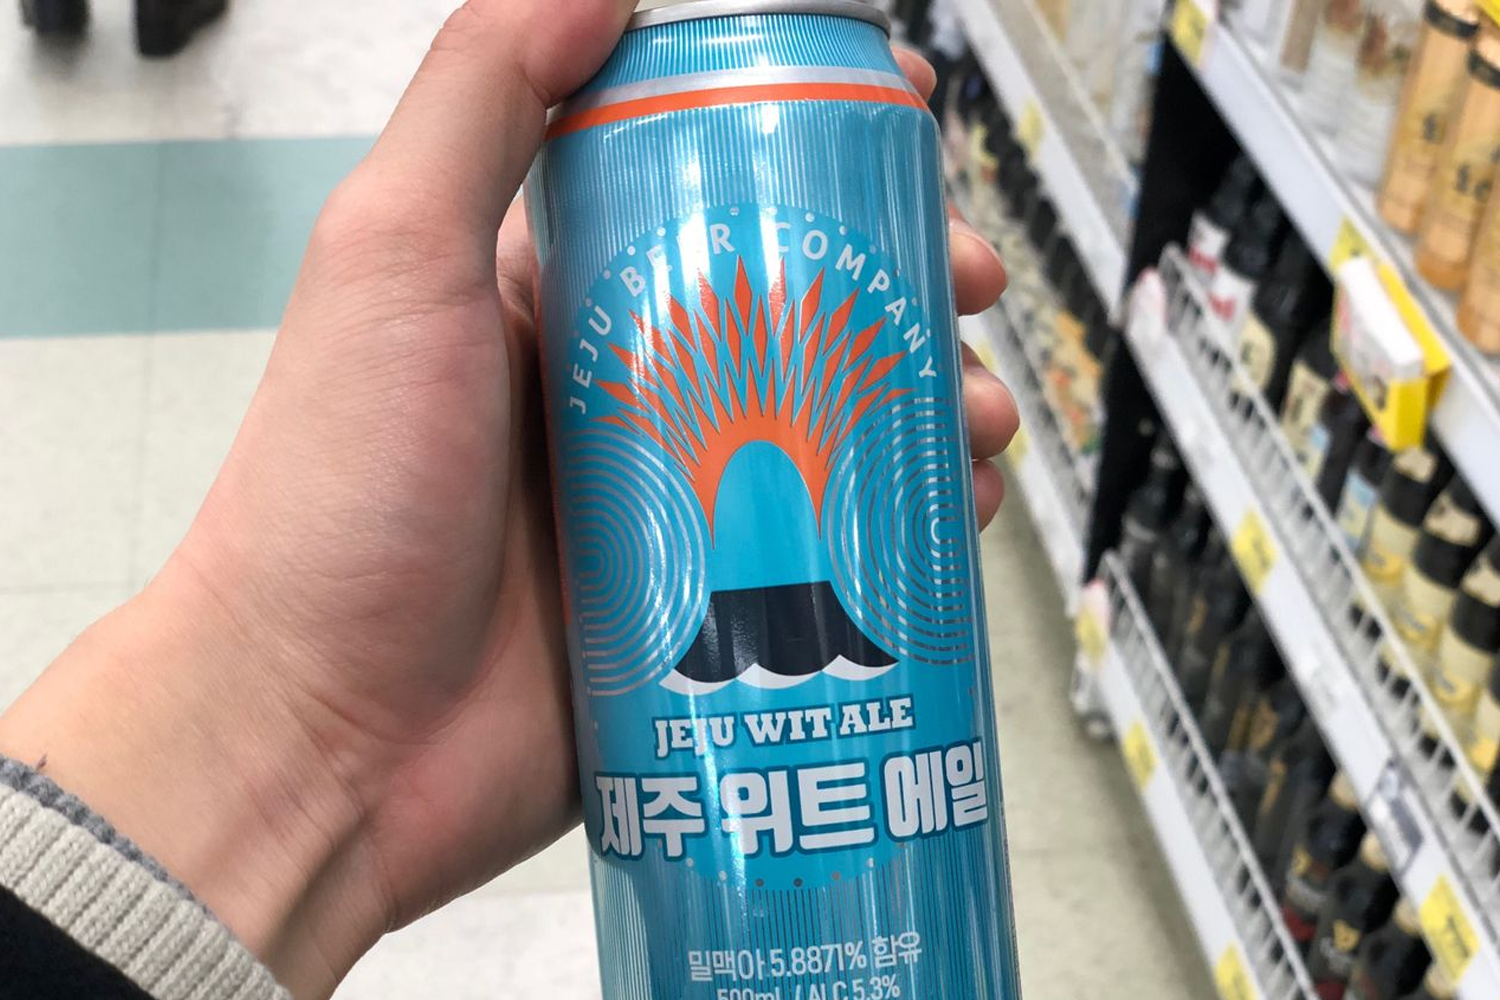 JEJU BEER COMPANY
JEJU WIT ALE
제주 위트 에일
밀맥아 5.8871% 함유
500mL / ALC 5.3%